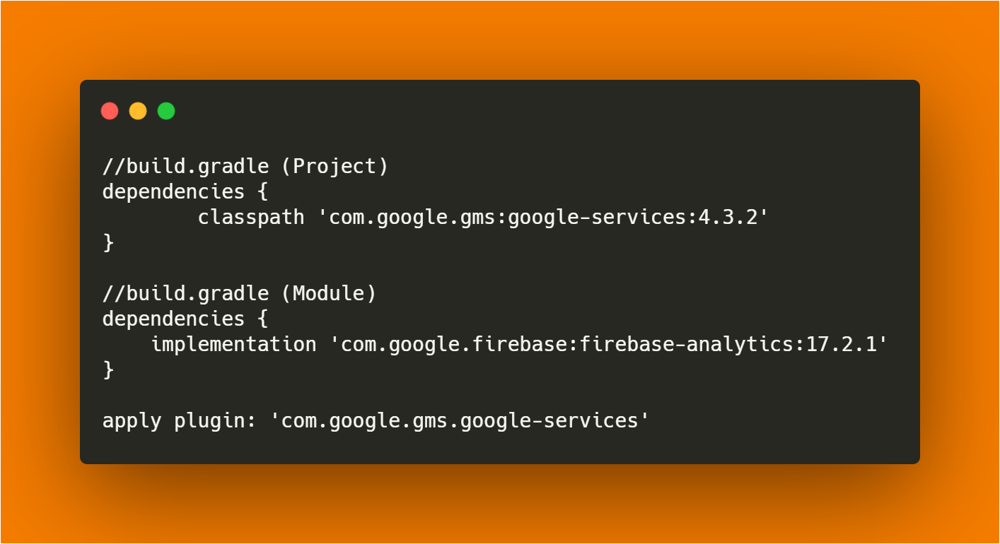 //build.gradle (Project)
dependencies {
        classpath 'com.google.gms:google-services:4.3.2'
}

//build.gradle (Module)
dependencies {
    implementation 'com.google.firebase:firebase-analytics:17.2.1'
}

apply plugin: 'com.google.gms.google-services'